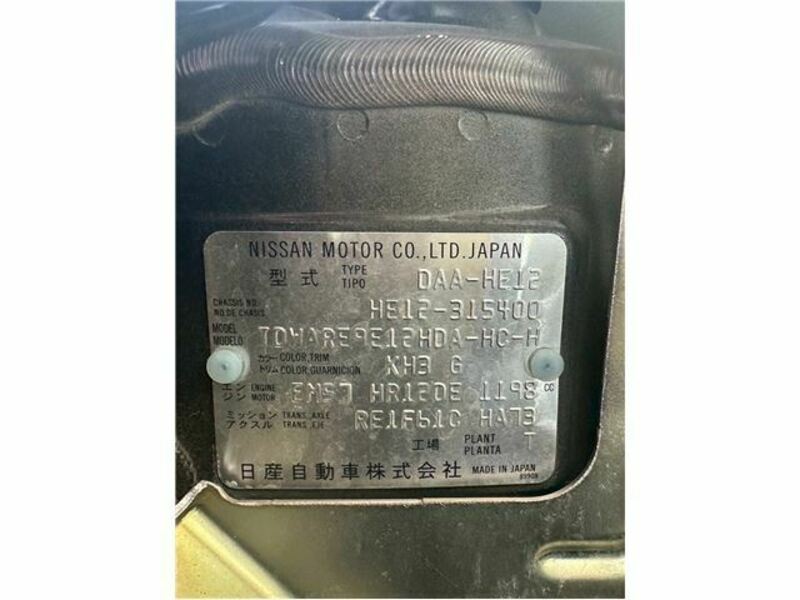 NISSAN MOTOR CO.,LTD.JAPAN
型式 TYPE TIPO DAA-HE12
CHASSIS NO. NO.DE CHASIS. HE12-315400
MODEL MODELO TDWARE9E12HDA-HC-H
カラー トリム COLOR,TRIM COLOR,GUARNICION KH3 G
エンジン ENGINE MOTOR EM57 HR12DE 1198 CC
ミッション アクスル TRANS.,AXLE TRANS.,EJE RE1F61C HA73
工場 PLANT PLANTA T
日産自動車株式会社 MADE IN JAPAN